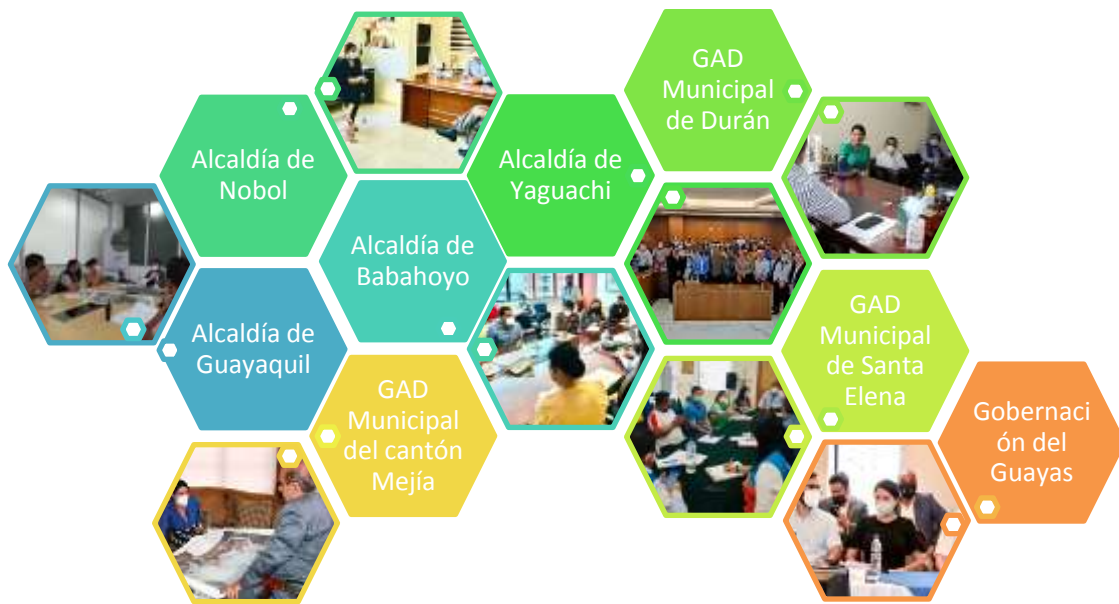 GAD
Municipal
de Durán
Alcaldía de
Nobol
Alcaldía de
Yaguachi
Alcaldía de
Babahoyo
Alcaldía de
Guayaquil
GAD
Municipal
de Santa
Elena
GAD
Municipal
del cantón
Mejía
Gobernaci
ón del
Guayas